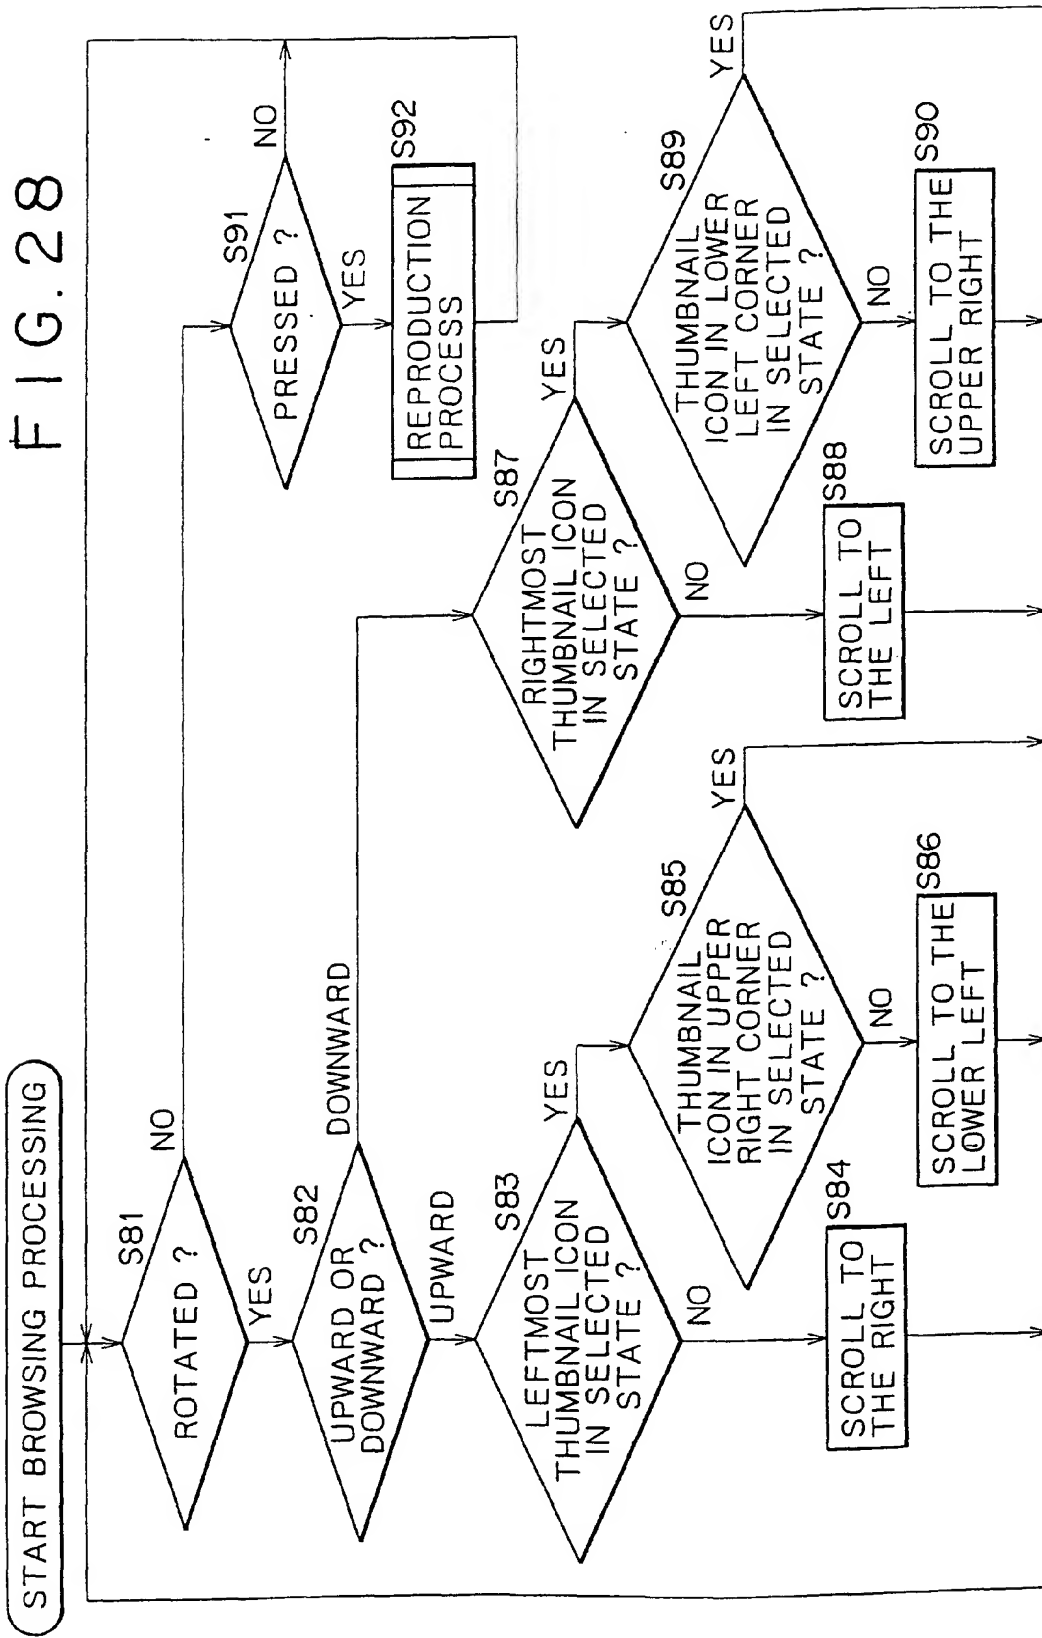 FIG.28
START BROWSING PROCESSING
S81
ROTATED ?
NO
YES
S82
UPWARD OR
DOWNWARD ?
DOWNWARD
UPWARD
S83
LEFTMOST
THUMBNAIL ICON
IN SELECTED
STATE ?
YES
NO
S84
SCROLL TO
THE RIGHT
S85
THUMBNAIL
ICON IN UPPER
RIGHT CORNER
IN SELECTED
STATE ?
YES
NO
S86
SCROLL TO THE
LOWER LEFT
S87
RIGHTMOST
THUMBNAIL ICON
IN SELECTED
STATE ?
YES
NO
S88
SCROLL TO
THE LEFT
S89
THUMBNAIL
ICON IN LOWER
LEFT CORNER
IN SELECTED
STATE ?
YES
NO
S90
SCROLL TO THE
UPPER RIGHT
S91
PRESSED ?
NO
YES
S92
REPRODUCTION
PROCESS